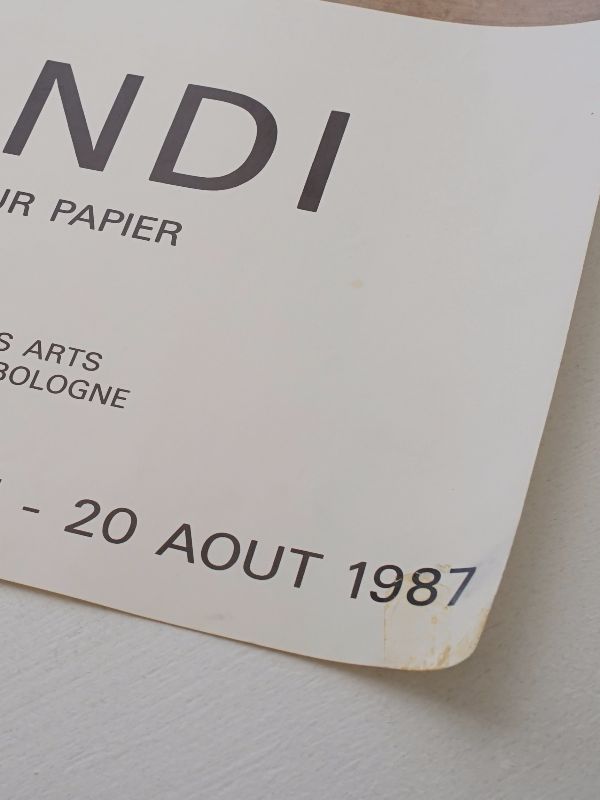 NDI
UR PAPIER
S ARTS
BOLOGNE
- 20 AOUT 1987